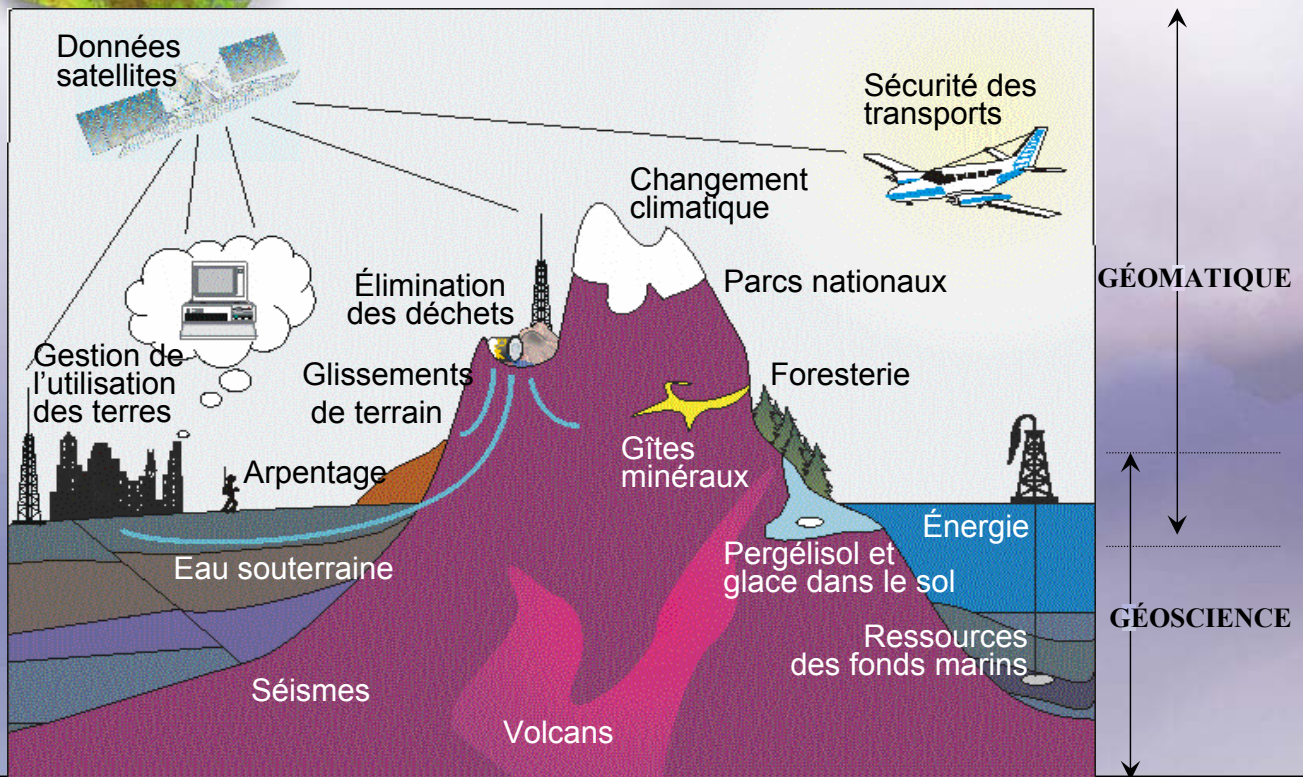 Données
satellites
Sécurité des
transports
Changement
climatique
Parcs nationaux
GÉOMATIQUE
Élimination
des déchets
Gestion de
l'utilisation
des terres
Glissements
de terrain
Foresterie
Arpentage
Gîtes
minéraux
Énergie
Eau souterraine
Pergélisol et
glace dans le sol
GÉOSCIENCE
Ressources
des fonds marins
Séismes
Volcans